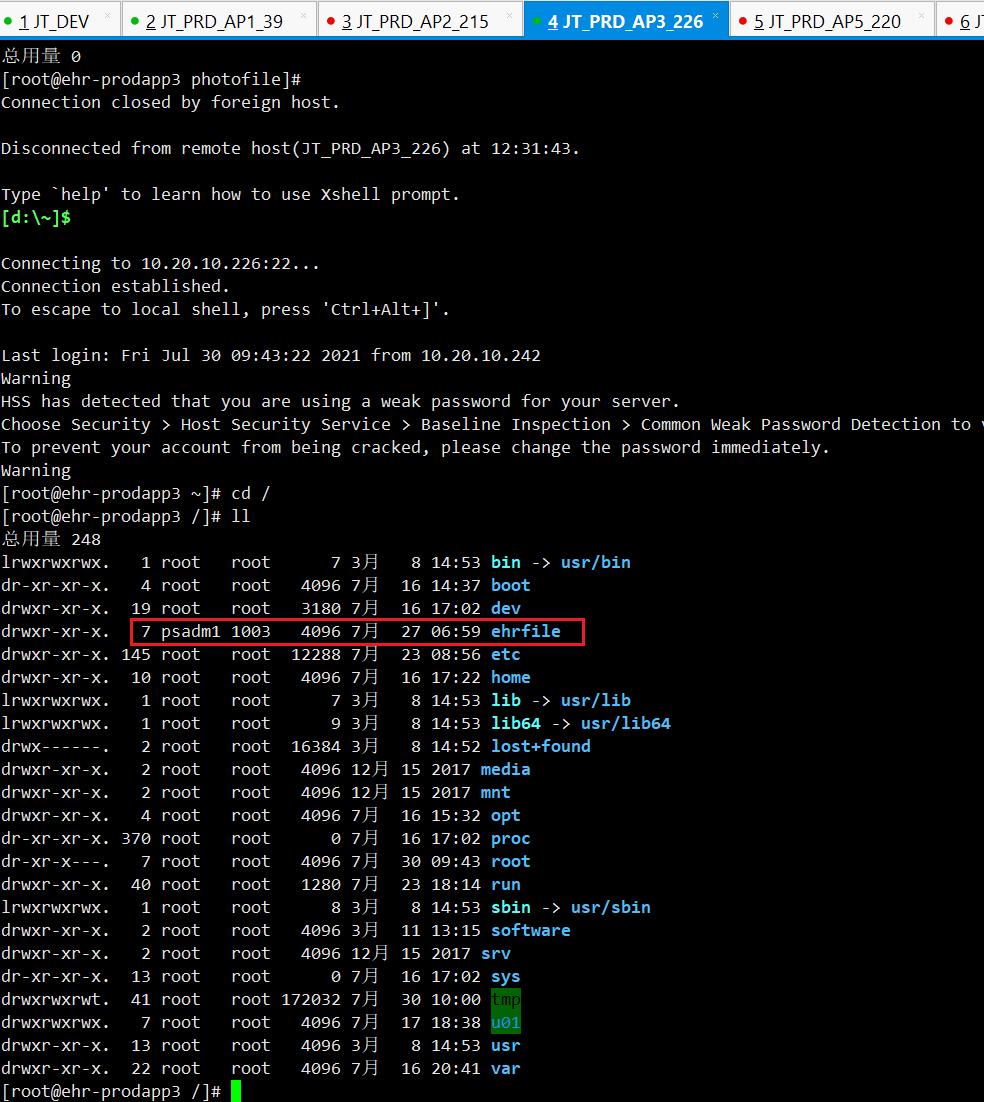 1 JT_DEV × 2 JT_PRD_AP1_39 × 3 JT_PRD_AP2_215 × 4 JT_PRD_AP3_226 × 5 JT_PRD_AP5_220 × 6
总用量 0
[root@ehr-prodapp3 photofile]#
Connection closed by foreign host.
Disconnected from remote host(JT_PRD_AP3_226) at 12:31:43.
Type `help' to learn how to use Xshell prompt.
[d:\~]$
Connecting to 10.20.10.226:22...
Connection established.
To escape to local shell, press 'Ctrl+Alt+]'.
Last login: Fri Jul 30 09:43:22 2021 from 10.20.10.242
Warning
HSS has detected that you are using a weak password for your server.
Choose Security > Host Security Service > Baseline Inspection > Common Weak Password Detection to
To prevent your account from being cracked, please change the password immediately.
Warning
[root@ehr-prodapp3 ~]# cd /
[root@ehr-prodapp3 /]# ll
总用量 248
lrwxrwxrwx. 1 root root 7 3月 8 14:53 bin -> usr/bin
dr-xr-xr-x. 4 root root 4096 7月 16 14:37 boot
drwxr-xr-x. 19 root root 3180 7月 16 17:02 dev
drwxr-xr-x. 7 psadm1 1003 4096 7月 27 06:59 ehrfile
drwxr-xr-x. 145 root root 12288 7月 23 08:56 etc
drwxr-xr-x. 10 root root 4096 7月 16 17:22 home
lrwxrwxrwx. 1 root root 7 3月 8 14:53 lib -> usr/lib
lrwxrwxrwx. 1 root root 9 3月 8 14:53 lib64 -> usr/lib64
drwx------. 2 root root 16384 3月 8 14:52 lost+found
drwxr-xr-x. 2 root root 4096 12月 15 2017 media
drwxr-xr-x. 2 root root 4096 12月 15 2017 mnt
drwxr-xr-x. 4 root root 4096 7月 16 15:32 opt
dr-xr-xr-x. 370 root root 0 7月 16 17:02 proc
dr-xr-x---. 7 root root 4096 7月 30 09:43 root
drwxr-xr-x. 40 root root 1280 7月 23 18:14 run
lrwxrwxrwx. 1 root root 8 3月 8 14:53 sbin -> usr/sbin
drwxr-xr-x. 2 root root 4096 3月 11 13:15 software
drwxr-xr-x. 2 root root 4096 12月 15 2017 srv
dr-xr-xr-x. 13 root root 0 7月 16 17:02 sys
drwxrwxrwt. 41 root root 172032 7月 30 10:00 tmp
drwxrwxrwx. 7 root root 4096 7月 17 18:38 u01
drwxr-xr-x. 13 root root 4096 3月 8 14:53 usr
drwxr-xr-x. 22 root root 4096 7月 16 20:41 var
[root@ehr-prodapp3 /]#